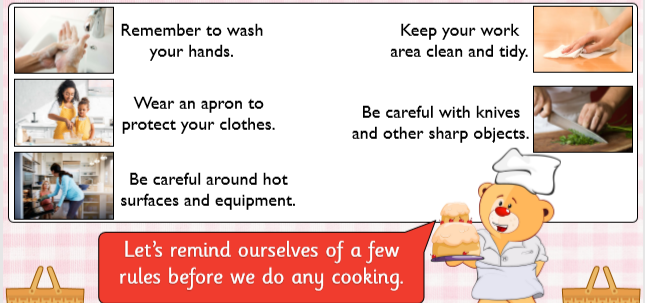 Remember to wash
your hands.
Wear an apron to
protect your clothes.
Be careful around hot
surfaces and equipment.
Keep your work
area clean and tidy.
Be careful with knives
and other sharp objects.
Let's remind ourselves of a few
rules before we do any cooking.